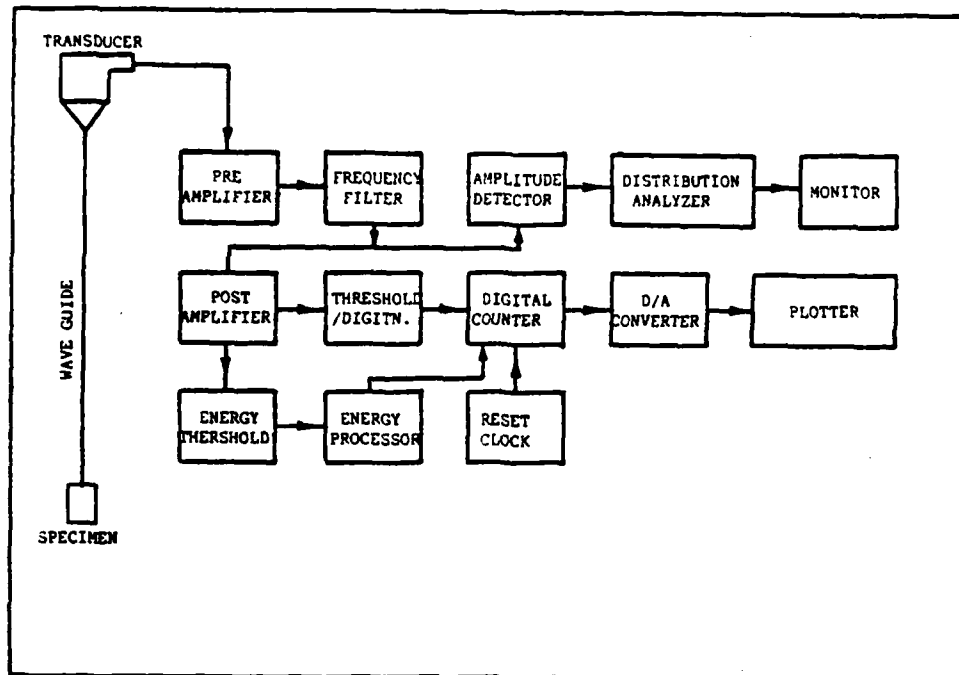 TRANSDUCER
PRE
AMPLIFIER
FREQUENCY
FILTER
AMPLITUDE
DETECTOR
DISTRIBUTION
ANALYZER
MONITOR
POST
AMPLIFIER
THRESHOLD
/DIGITN.
DIGITAL
COUNTER
D/A
CONVERTER
PLOTTER
WAVE GUIDE
ENERGY
THERSHOLD
ENERGY
PROCESSOR
RESET
CLOCK
SPECIMEN